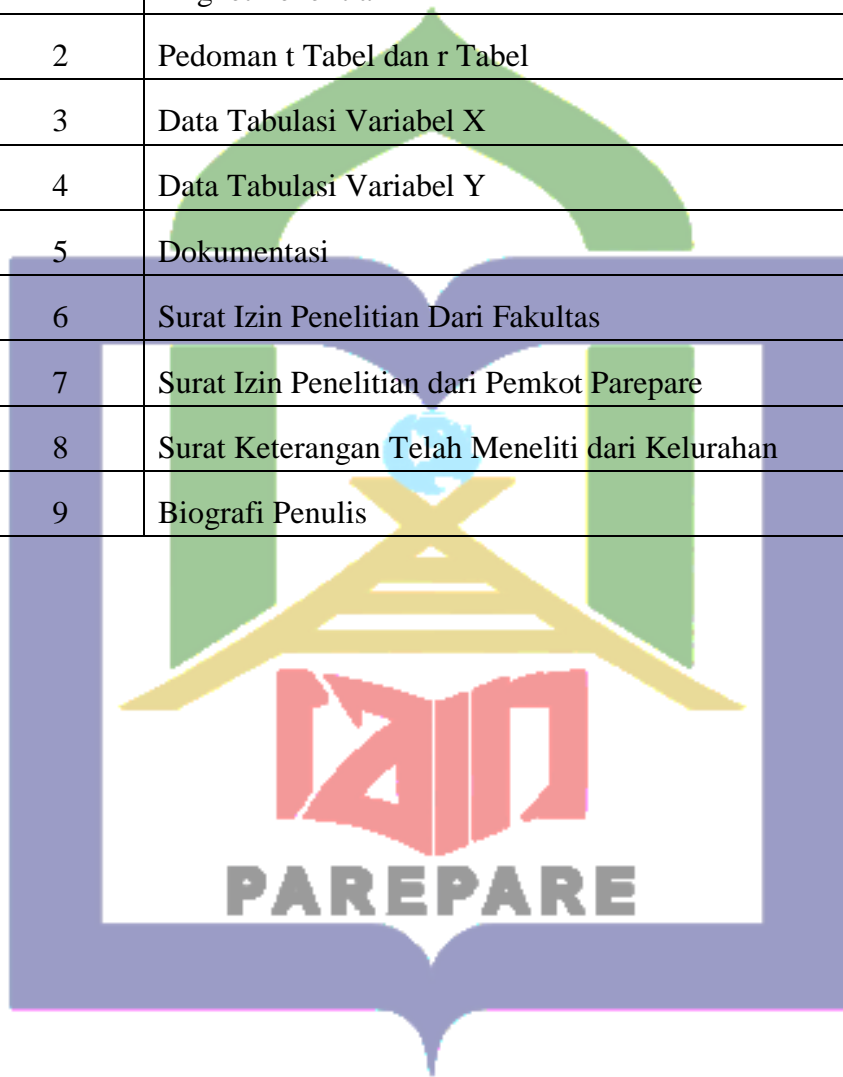 2 Pedoman t Tabel dan r Tabel
3 Data Tabulasi Variabel X
4 Data Tabulasi Variabel Y
5 Dokumentasi
6 Surat Izin Penelitian Dari Fakultas
7 Surat Izin Penelitian dari Pemkot Parepare
8 Surat Keterangan Telah Meneliti dari Kelurahan
9 Biografi Penulis
iain
PAREPARE